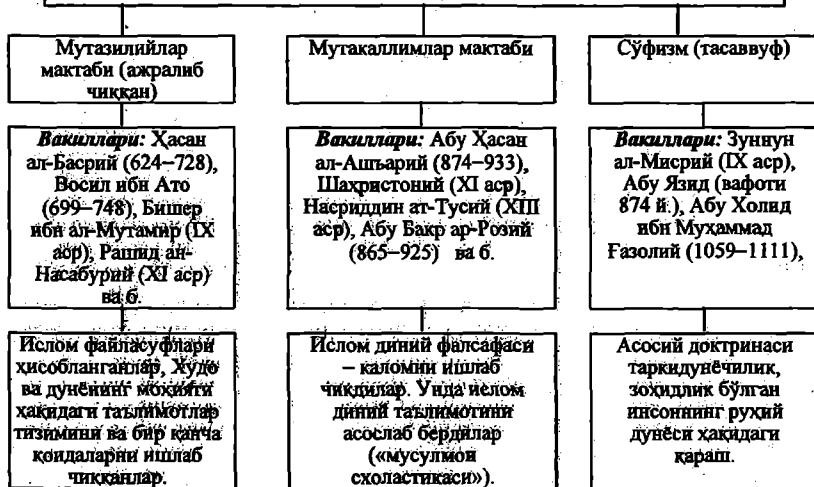 Мутазилийлар
мактаби (ажралиб
чиққан)
Мутакаллимлар мактаби
Сўфизм (тасаввуф)
Вакиллари: Ҳасан
ал-Басрий (624–728),
Восил ибн Ато
(699–748), Бишер
ибн ал-Мутамир (IX
аср), Рашид ан-
Насабурий (XI аср)
ва б.
Вакиллари: Абу Ҳасан
ал-Ашъарий (874–933),
Шаҳристоний (XI аср),
Насриддин ат-Тусий (XIII
аср), Абу Бакр ар-Розий
(865–925) ва б.
Вакиллари: Зуннун
ал-Мисрий (IX аср),
Абу Язид (вафоти
874 й.), Абу Холид
ибн Муҳаммад
Ғазолий (1059–1111),
Ислом файласуфлари
ҳисобланганлар, Худо
ва дунёнинг моҳияти
ҳақидаги таълимотлар
тизимини ва бир қанча
қоидаларни ишлаб
чиққанлар.
Ислом диний фалсафаси
– каломни ишлаб
чиқдилар. Унда ислом
диний таълимотини
асослаб бердилар
(«мусулмон
схоластикаси»).
Асосий доктринаси
таркидунёчилик,
зоҳидлик бўлган
инсоннинг руҳий
дунёси ҳақидаги
қараш.